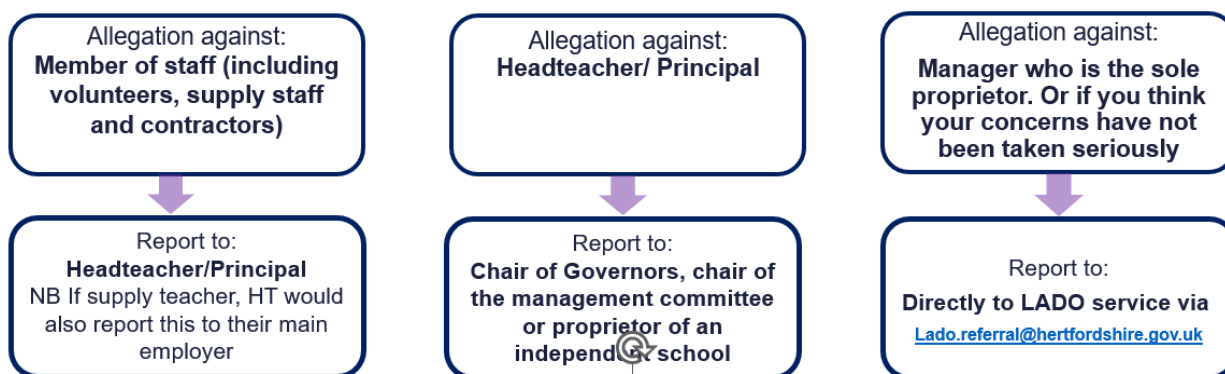 Allegation against:
Member of staff (including
volunteers, supply staff
and contractors)
Report to:
Headteacher/Principal
NB If supply teacher, HT would
also report this to their main
employer
Allegation against:
Headteacher/ Principal
Report to:
Chair of Governors, chair of
the management committee
or proprietor of an
independent school
Allegation against:
Manager who is the sole
proprietor. Or if you think
your concerns have not
been taken seriously
Report to:
Directly to LADO service via
Lado.referral@hertfordshire.gov.uk